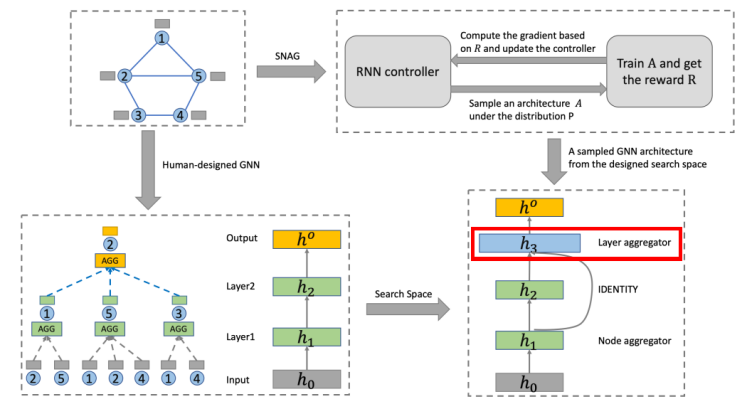 1
2
5
3
4
SNAG
RNN controller
Compute the gradient based
on R and update the controller
Sample an architecture A
under the distribution P
Train A and get
the reward R
Human-designed GNN
A sampled GNN architecture
from the designed search space
2
AGG
1
5
3
AGG
AGG
AGG
2
5
1
2
4
1
4
Output
h^o
Layer2
h_2
Layer1
h_1
Input
h_0
Search Space
h^o
h_3
Layer aggregator
h_2
IDENTITY
h_1
Node aggregator
h_0